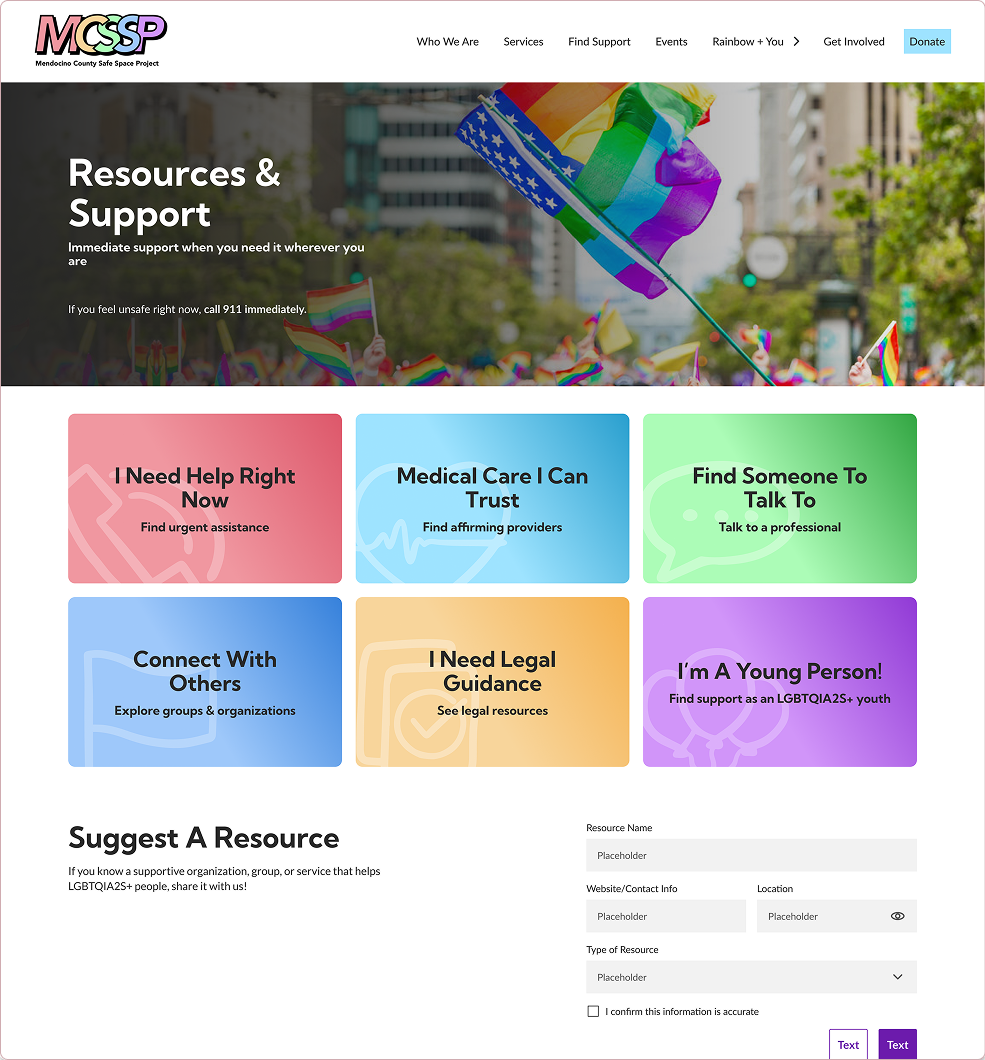 MCSSP
Mendocino County Safe Space Project
Who We Are
Services
Find Support
Events
Rainbow + You
Get Involved
Donate
Resources &
Support
Immediate support when you need it wherever you
are
If you feel unsafe right now, call 911 immediately.
I Need Help Right
Now
Find urgent assistance
Medical Care I Can
Trust
Find affirming providers
Find Someone To
Talk To
Talk to a professional
Connect With
Others
Explore groups & organizations
I Need Legal
Guidance
See legal resources
I'm A Young Person!
Find support as an LGBTQIA2S+ youth
Suggest A Resource
If you know a supportive organization, group, or service that helps
LGBTQIA2S+ people, share it with us!
Resource Name
Placeholder
Website/Contact Info
Placeholder
Location
Placeholder
Type of Resource
Placeholder
I confirm this information is accurate
Text
Text